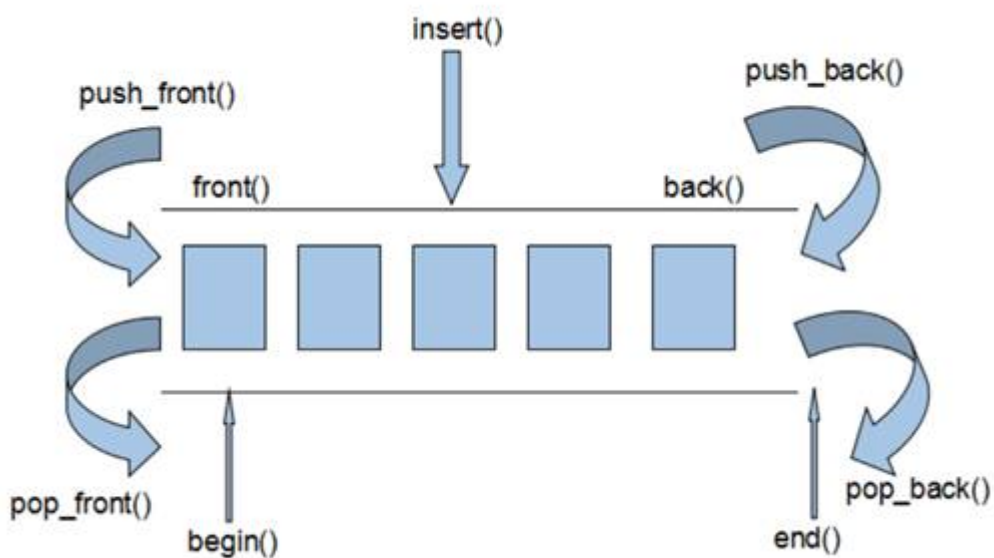 insert()
push_front()
push_back()
front()
back()
pop_front()
pop_back()
begin()
end()